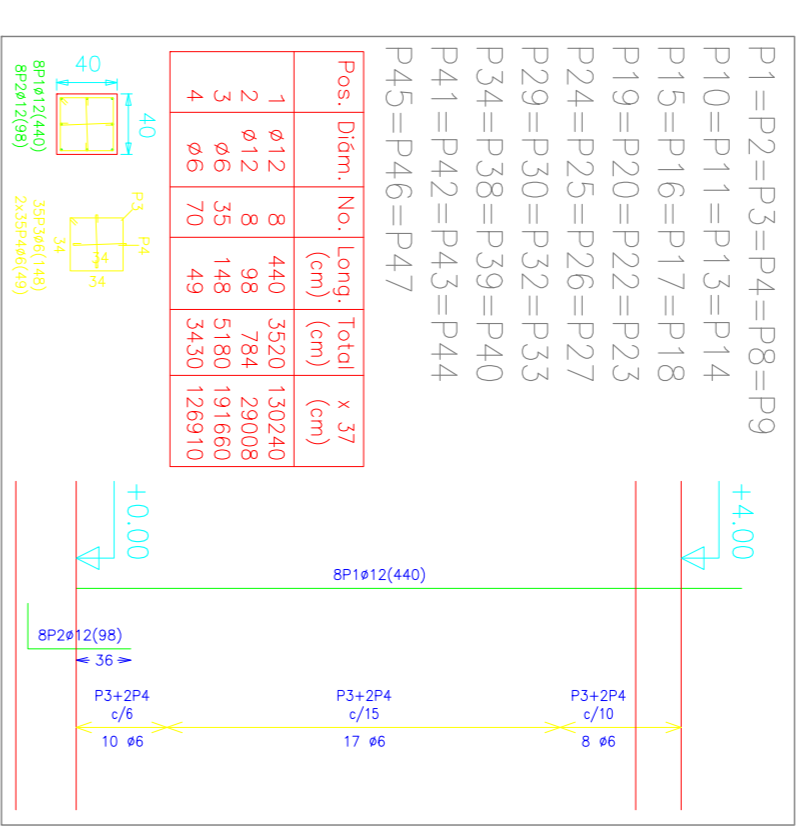 P1=P2=P3=P4=P8=P9
P10=P11=P13=P14
P15=P16=P17=P18
P19=P20=P22=P23
P24=P25=P26=P27
P29=P30=P32=P33
P34=P38=P39=P40
P41=P42=P43=P44
P45=P46=P47
Pos. Diám. No. Long. (cm) Total (cm) x 37 (cm)
1 ø12 8 440 3520 130240
2 ø12 8 98 784 29008
3 ø6 35 148 5180 191660
4 ø6 70 49 3430 126910
40
40
8P1ø12(440)
8P2ø12(98)
P3
P4
34
34
34
35P3ø6(148)
2x35P4ø6(49)
+4.00
+0.00
8P1ø12(440)
8P2ø12(98)
36
P3+2P4
c/6
10 ø6
P3+2P4
c/15
17 ø6
P3+2P4
c/10
8 ø6